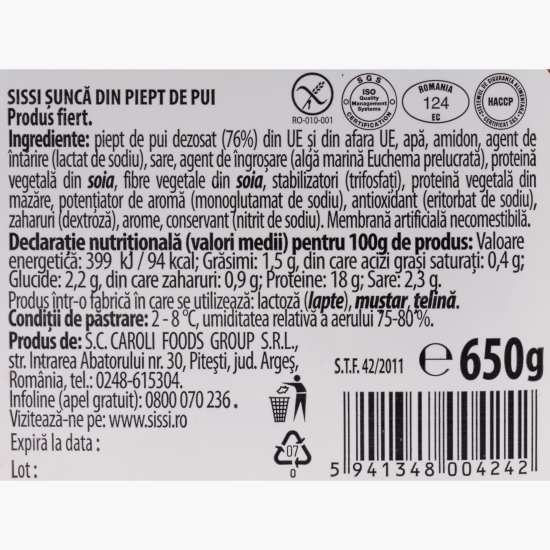 SISSI ȘUNCĂ DIN PIEPT DE PUI
Produs fiert.
RO-010-001
SGS
ISO
Quality
Management
Systems
CERTIFICATION
ROMANIA
124
EC
HACCP
Ingrediente: piept de pui dezosat (76%) din UE și din afara UE, apă, amidon, agent de
întărire (lactat de sodiu), sare, agent de îngroșare (algă marină Euchema prelucrată), proteină
vegetală din soia, fibre vegetale din soia, stabilizatori (trifosfați), proteină vegetală din
mazăre, potențiator de aromă (monoglutamat de sodiu), antioxidant (eritorbat de sodiu),
zaharuri (dextroză), arome, conservant (nitrit de sodiu). Membrană artificială necomestibilă.
Declarație nutrițională (valori medii) pentru 100g de produs: Valoare
energetică: 399 kJ / 94 kcal; Grăsimi: 1,5 g, din care acizi grași saturați: 0,4 g;
Glucide: 2,2 g, din care zaharuri: 0,9 g; Proteine: 18 g; Sare: 2,3 g.
Produs într-o fabrică în care se utilizează: lactoză (lapte), muștar, țelină.
Condiții de păstrare: 2 - 8 °C, umiditatea relativă a aerului 75-80%.
Produs de: S.C. CAROLI FOODS GROUP S.R.L.,
str. Intrarea Abatorului nr. 30, Pitești, jud. Argeș,
România, tel.: 0248-615304.
Infoline (apel gratuit): 0800 070 236 .
Vizitează-ne pe: www.sissi.ro
Expiră la data :
Lot :
S.T.F. 42/2011
℮ 650g
07
0
5 941348 004242